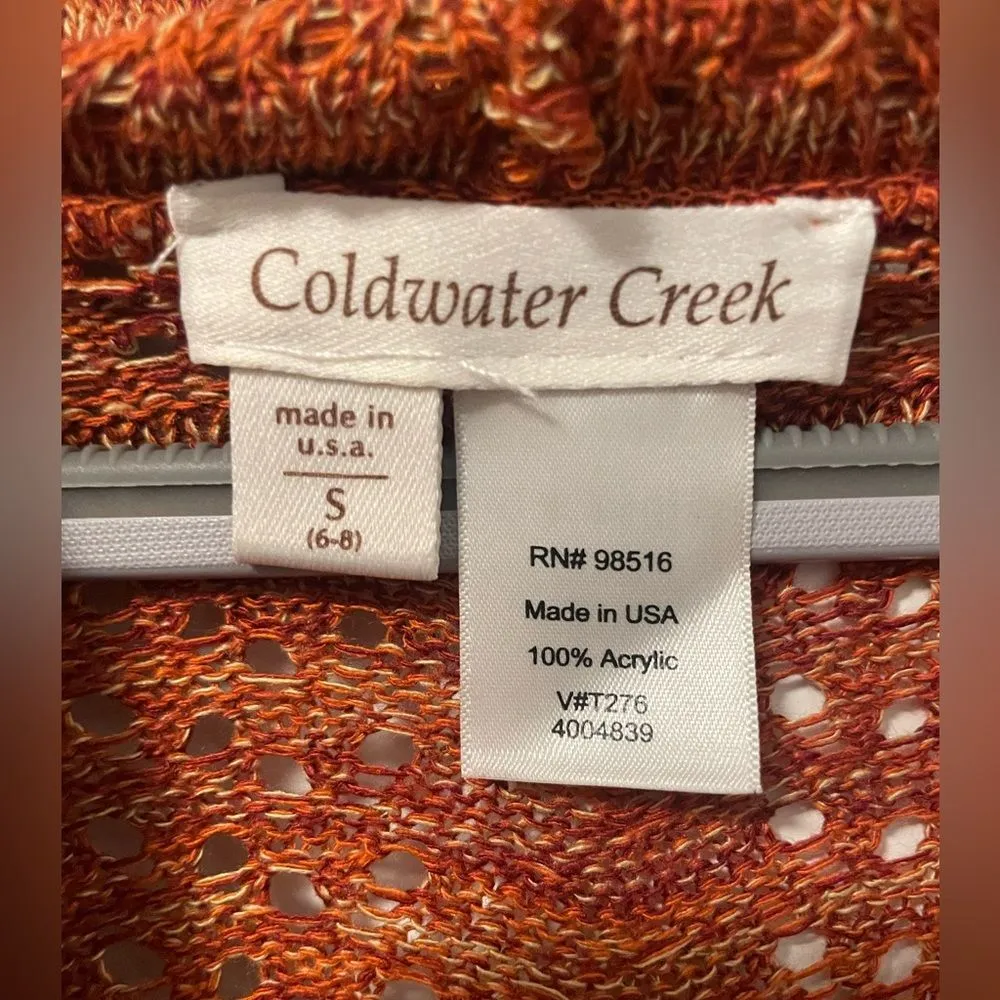 Coldwater Creek
made in
u.s.a.
S
(6-8)
RN# 98516
Made in USA
100% Acrylic
V#T276
4004839